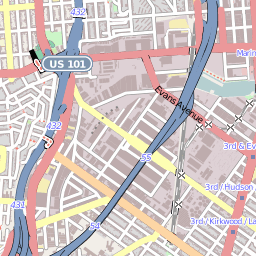 432
Marin
US 101
Evans Avenue
432
3rd & Ev
55
3rd / Hudson /
431
54
3rd / Kirkwood / La